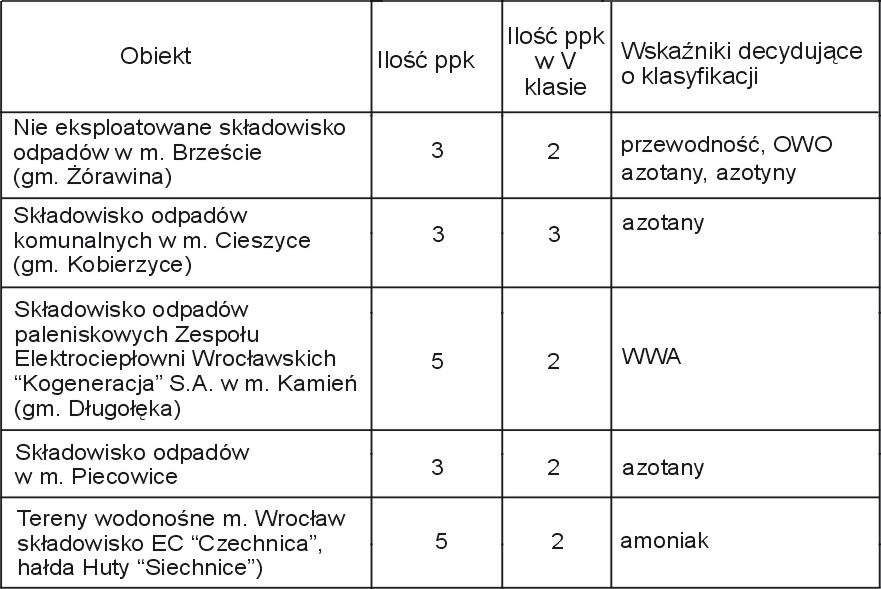 Obiekt
Ilość ppk
Ilość ppk
w V
klasie
Wskaźniki decydujące
o klasyfikacji
Nie eksploatowane składowisko
odpadów w m. Brzeście
(gm. Żórawina)
3
2
przewodność, OWO
azotany, azotyny
Składowisko odpadów
komunalnych w m. Cieszyce
(gm. Kobierzyce)
3
3
azotany
Składowisko odpadów
paleniskowych Zespołu
Elektrociepłowni Wrocławskich
“Kogeneracja” S.A. w m. Kamień
(gm. Długołęka)
5
2
WWA
Składowisko odpadów
w m. Piecowice
3
2
azotany
Tereny wodonośne m. Wrocław
składowisko EC “Czechnica”,
hałda Huty “Siechnice”)
5
2
amoniak